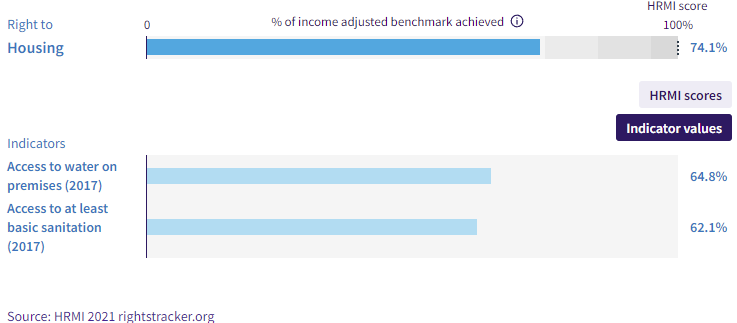 HRMI score
Right to
0
% of income adjusted benchmark achieved
100%
Housing
74.1%
HRMI scores
Indicator values
Indicators
Access to water on
premises (2017)
64.8%
Access to at least
basic sanitation
(2017)
62.1%
Source: HRMI 2021 rightstracker.org